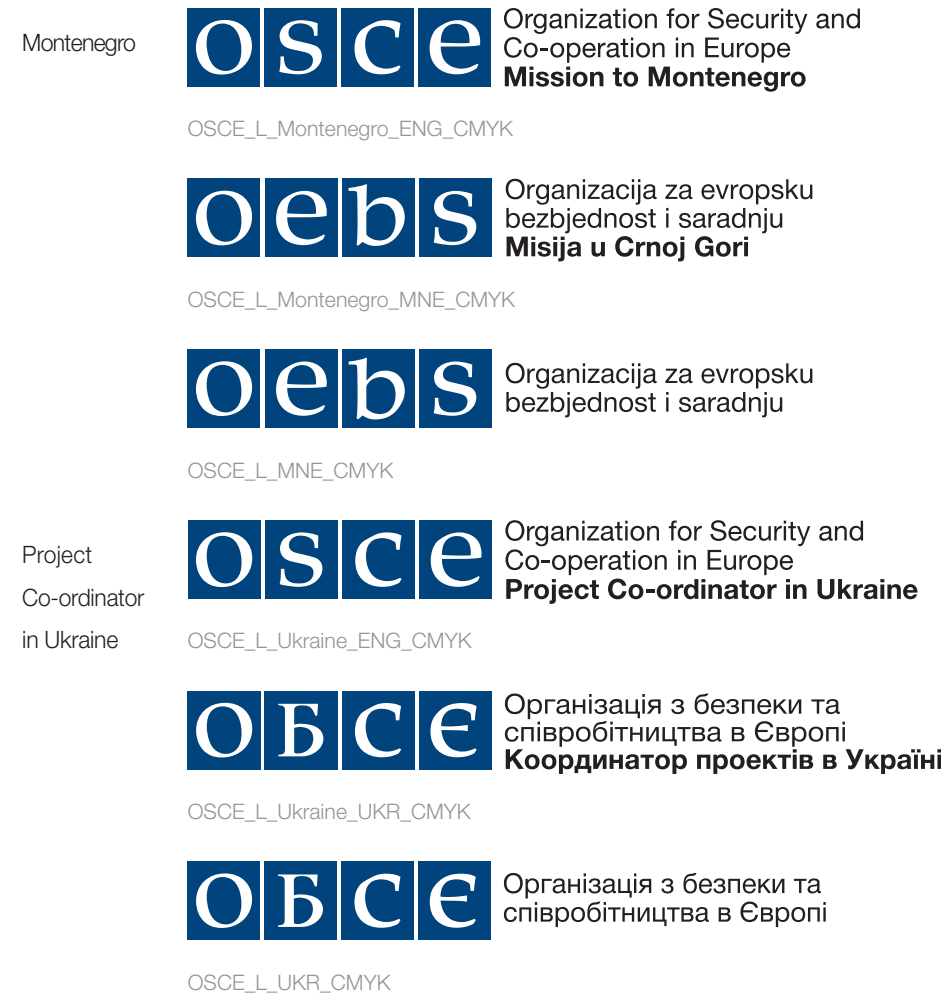 Montenegro
osce
Organization for Security and
Co-operation in Europe
Mission to Montenegro
OSCE_L_Montenegro_ENG_CMYK
oebs
Organizacija za evropsku
bezbjednost i saradnju
Misija u Crnoj Gori
OSCE_L_Montenegro_MNE_CMYK
oebs
Organizacija za evropsku
bezbjednost i saradnju
OSCE_L_MNE_CMYK
Project
Co-ordinator
in Ukraine
osce
Organization for Security and
Co-operation in Europe
Project Co-ordinator in Ukraine
OSCE_L_Ukraine_ENG_CMYK
ОБСЄ
Організація з безпеки та
співробітництва в Європі
Координатор проектів в Україні
OSCE_L_Ukraine_UKR_CMYK
ОБСЄ
Організація з безпеки та
співробітництва в Європі
OSCE_L_UKR_CMYK